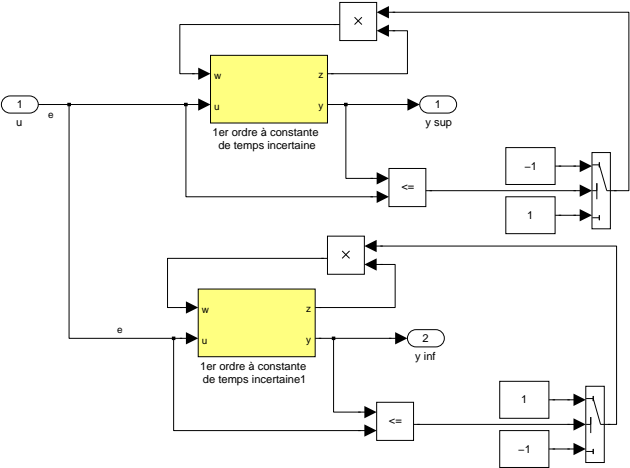 ×
w
z
1
u
y
1
u
e
y sup
1er ordre à constante
de temps incertaine
−1
<=
1
×
w
z
e
u
y
2
y inf
1er ordre à constante
de temps incertaine1
1
<=
−1